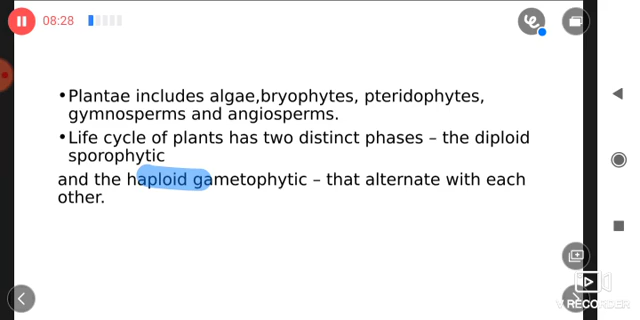 08:28
•Plantae includes algae,bryophytes, pteridophytes,
gymnosperms and angiosperms.
•Life cycle of plants has two distinct phases – the diploid
sporophytic
and the haploid gametophytic – that alternate with each
other.
V RECORDER